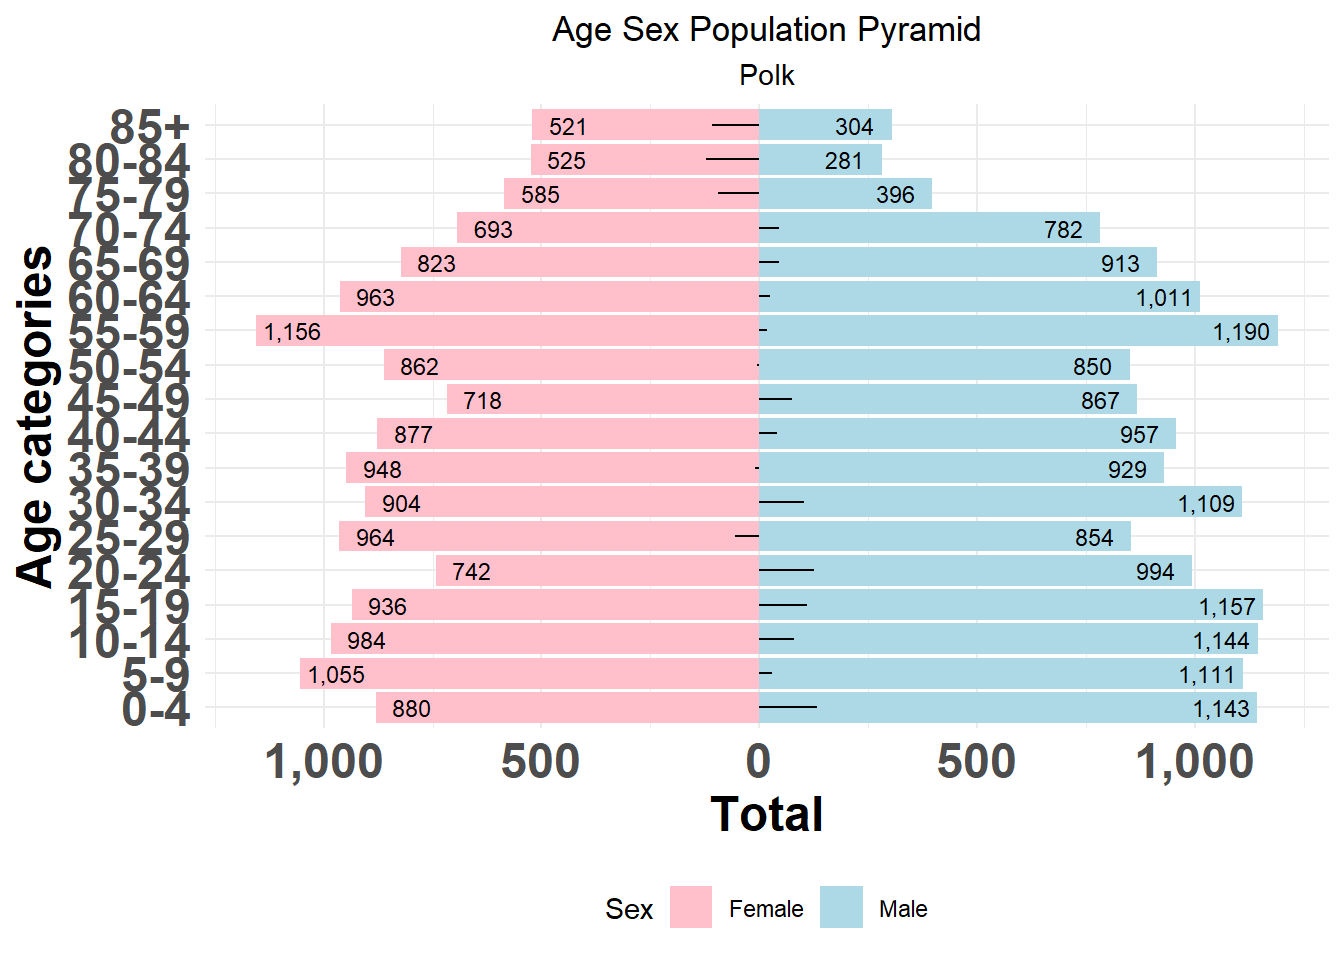 Age Sex Population Pyramid
Polk
Age categories
85+ 521 304
80-84 525 281
75-79 585 396
70-74 693 782
65-69 823 913
60-64 963 1,011
55-59 1,156 1,190
50-54 862 850
45-49 718 867
40-44 877 957
35-39 948 929
30-34 904 1,109
25-29 964 854
20-24 742 994
15-19 936 1,157
10-14 984 1,144
5-9 1,055 1,111
0-4 880 1,143
1,000 500 0 500 1,000
Total
Sex Female Male